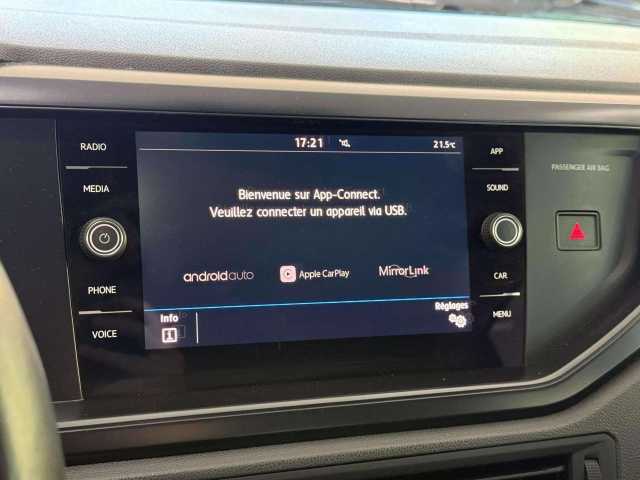 RADIO
MEDIA
PHONE
VOICE
17:21
21.5°C
Bienvenue sur App-Connect.
Veuillez connecter un appareil via USB.
androidauto
Apple CarPlay
MirrorLink
Info
Réglages
APP
SOUND
CAR
MENU
PASSENGER AIR BAG